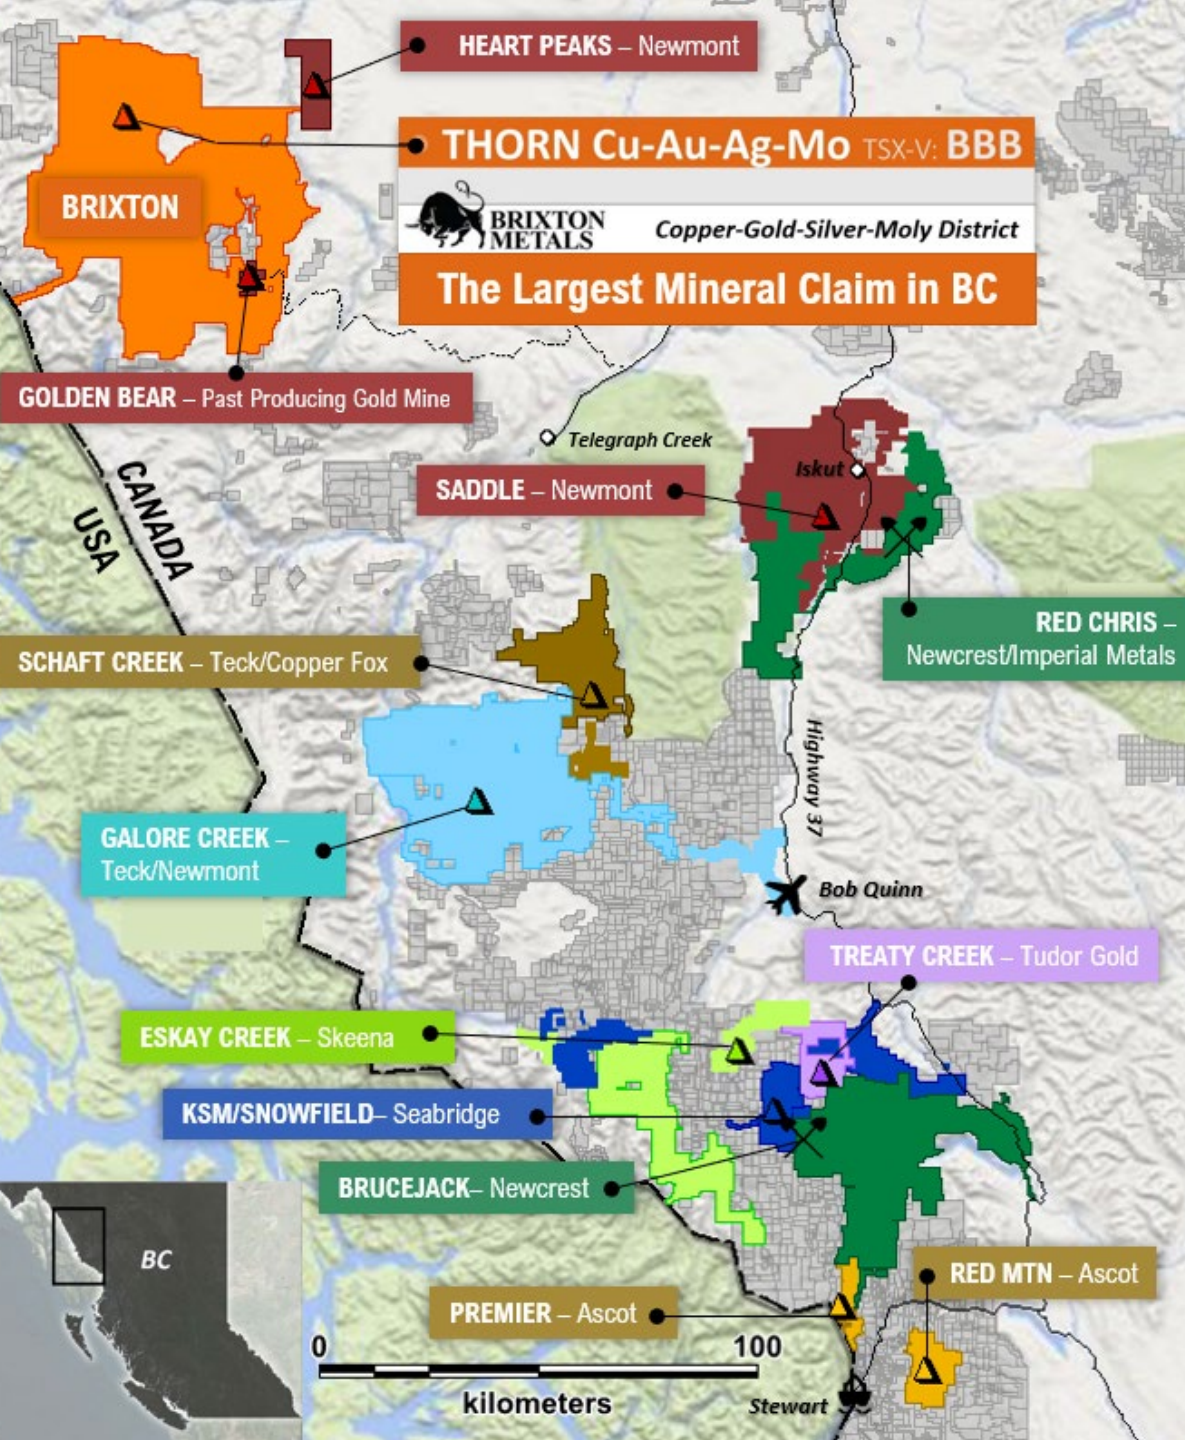 HEART PEAKS – Newmont
THORN Cu-Au-Ag-Mo TSX-V: BBB
BRIXTON
BRIXTON
METALS
Copper-Gold-Silver-Moly District
The Largest Mineral Claim in BC
GOLDEN BEAR – Past Producing Gold Mine
Telegraph Creek
Iskut
SADDLE – Newmont
CANADA
USA
RED CHRIS –
Newcrest/Imperial Metals
SCHAFT CREEK – Teck/Copper Fox
Highway 37
GALORE CREEK –
Teck/Newmont
Bob Quinn
TREATY CREEK – Tudor Gold
ESKAY CREEK – Skeena
KSM/SNOWFIELD– Seabridge
BRUCEJACK– Newcrest
BC
RED MTN – Ascot
PREMIER – Ascot
0 100
kilometers
Stewart